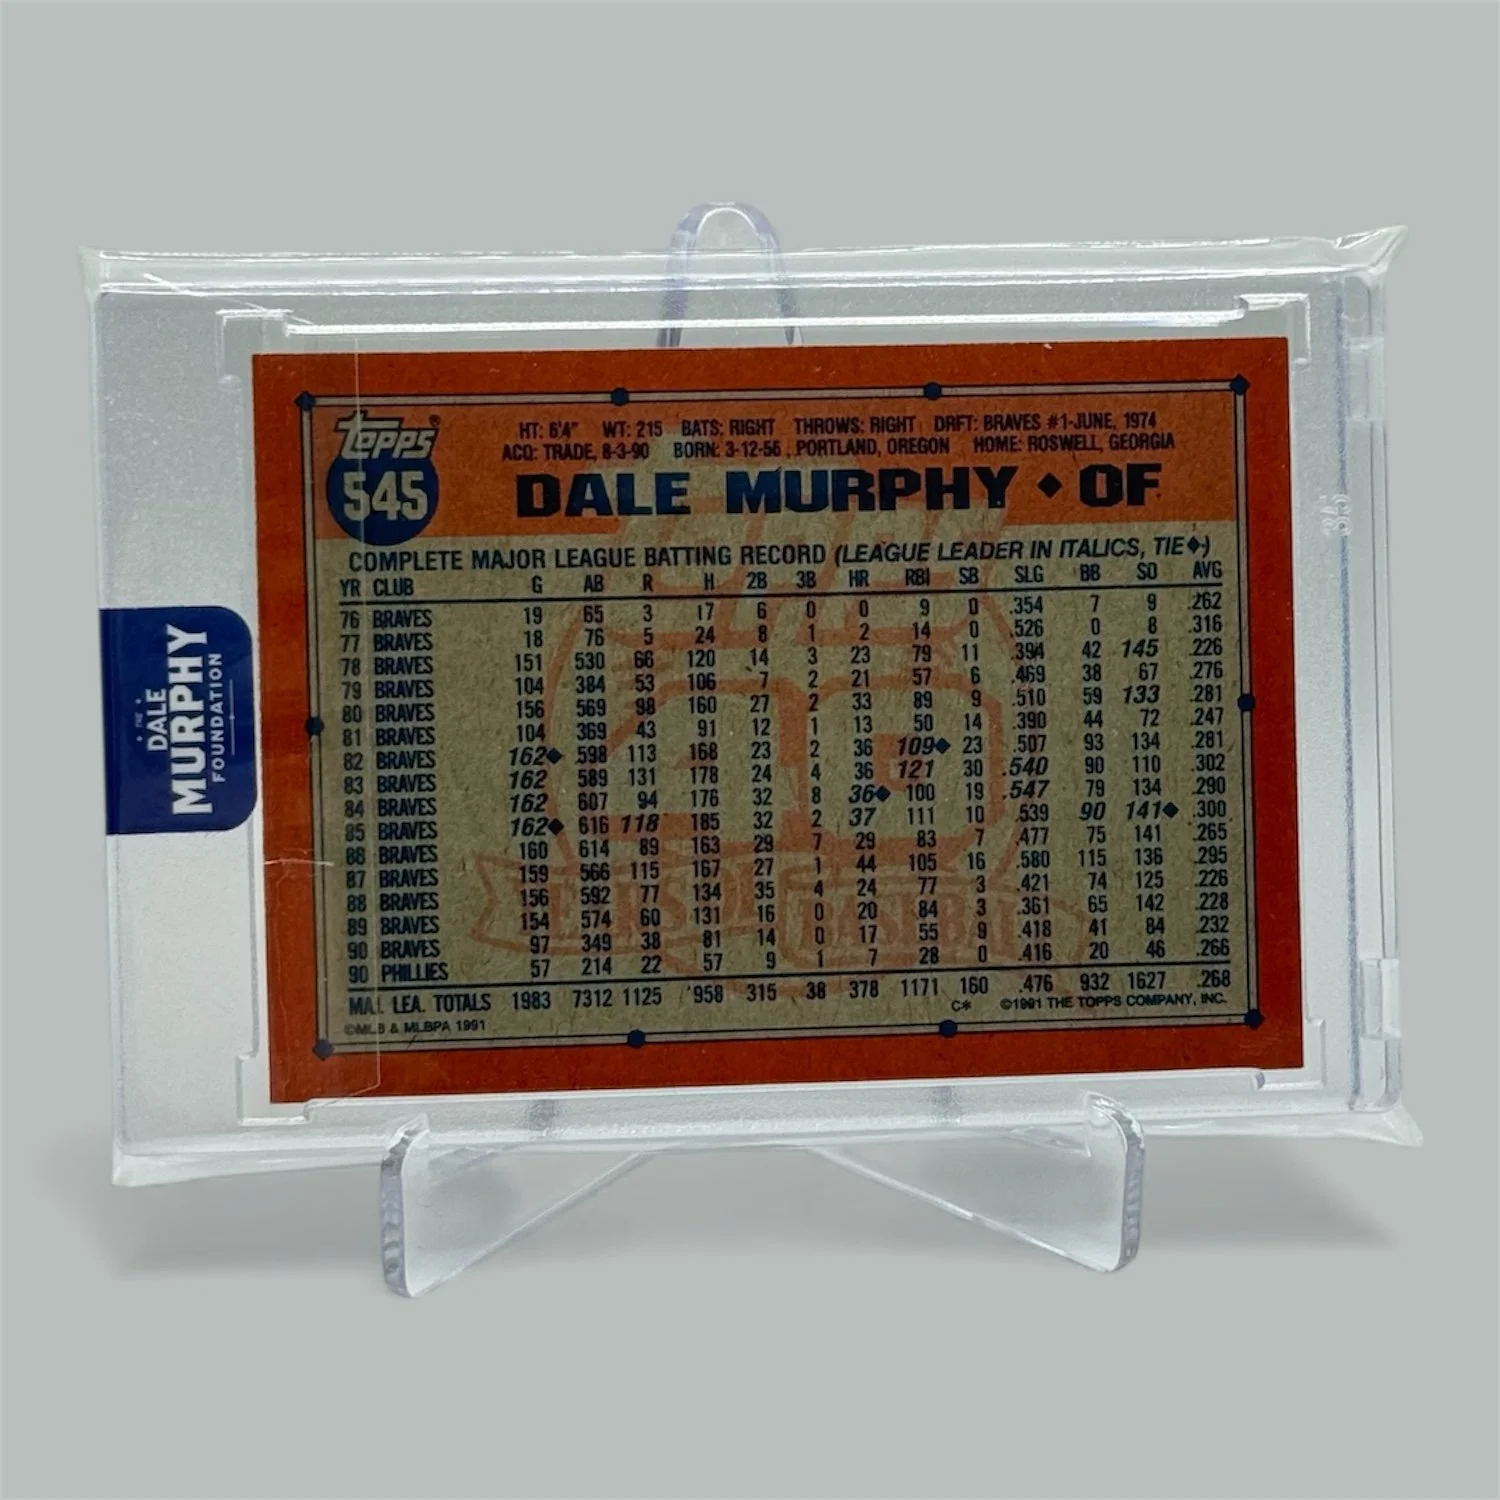 Topps®
545
HT: 6'4" WT: 215 BATS: RIGHT THROWS: RIGHT DRFT: BRAVES #1-JUNE, 1974
ACQ: TRADE, 8-3-90 BORN: 3-12-56, PORTLAND, OREGON HOME: ROSWELL, GEORGIA
DALE MURPHY ◆ OF
COMPLETE MAJOR LEAGUE BATTING RECORD (LEAGUE LEADER IN ITALICS, TIE◆)
YR CLUB G AB R H 2B 3B HR RBI SB SLG BB SO AVG
76 BRAVES 19 65 3 17 6 0 0 9 0 .354 7 9 .262
77 BRAVES 18 76 5 24 8 1 2 14 0 .526 0 8 .316
78 BRAVES 151 530 66 120 14 3 23 79 11 .394 42 145 .226
79 BRAVES 104 384 53 106 7 2 21 57 6 .469 38 67 .276
80 BRAVES 156 569 98 160 27 2 33 89 9 .510 59 133 .281
81 BRAVES 104 369 43 91 12 1 13 50 14 .390 44 72 .247
82 BRAVES 162◆ 598 113 168 23 2 36 109◆ 23 .507 93 134 .281
83 BRAVES 162 589 131 178 24 4 36 121 30 .540 90 110 .302
84 BRAVES 162 607 94 176 32 8 36◆ 100 19 .547 79 134 .290
85 BRAVES 162◆ 616 118 185 32 2 37 111 10 .539 90 141◆ .300
86 BRAVES 160 614 89 163 29 7 29 83 7 .477 75 141 .265
87 BRAVES 159 566 115 167 27 1 44 105 16 .580 115 136 .295
88 BRAVES 156 592 77 134 35 4 24 77 3 .421 74 125 .226
89 BRAVES 154 574 60 131 16 0 20 84 3 .361 65 142 .228
90 BRAVES 97 349 38 81 14 0 17 55 9 .418 41 84 .232
90 PHILLIES 57 214 22 57 9 1 7 28 0 .416 20 46 .266
MAJ. LEA. TOTALS 1983 7312 1125 1958 315 38 378 1171 160 .476 932 1627 .268
©MLB & MLBPA 1991 C* ©1991 THE TOPPS COMPANY, INC.
THE
DALE
MURPHY
FOUNDATION
35